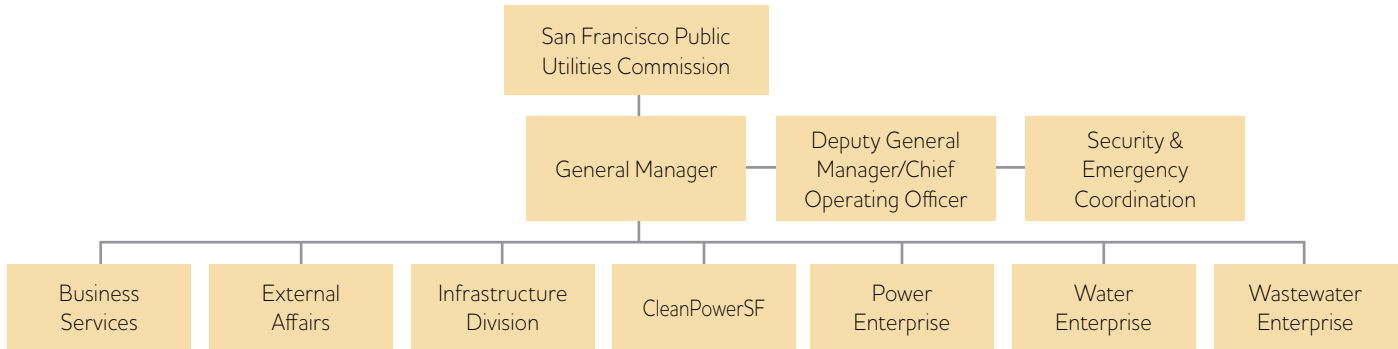 San Francisco Public
Utilities Commission
General Manager
Deputy General
Manager/Chief
Operating Officer
Security &
Emergency
Coordination
Business
Services
External
Affairs
Infrastructure
Division
CleanPowerSF
Power
Enterprise
Water
Enterprise
Wastewater
Enterprise